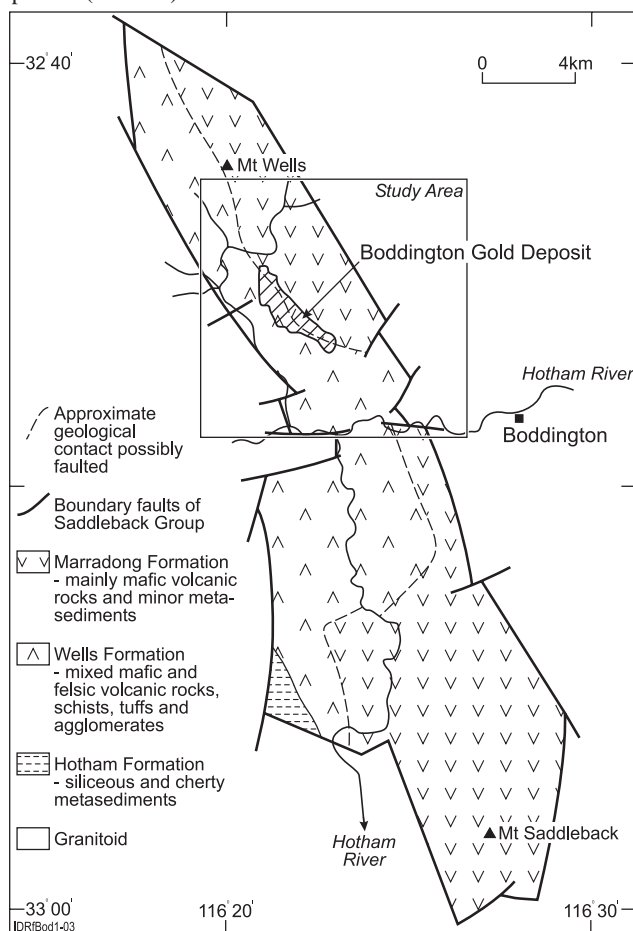 32° 40'
0 4km
Mt Wells
Study Area
Boddington Gold Deposit
Hotham River
Boddington
Approximate
geological
contact possibly
faulted
Boundary faults of
Saddleback Group
Marradong Formation
- mainly mafic volcanic
rocks and minor meta-
sediments
Wells Formation
- mixed mafic and
felsic volcanic rocks,
schists, tuffs and
agglomerates
Hotham Formation
- siliceous and cherty
metasediments
Granitoid
Hotham
River
Mt Saddleback
33° 00'
116° 20'
116° 30'
IDRfBod1-03